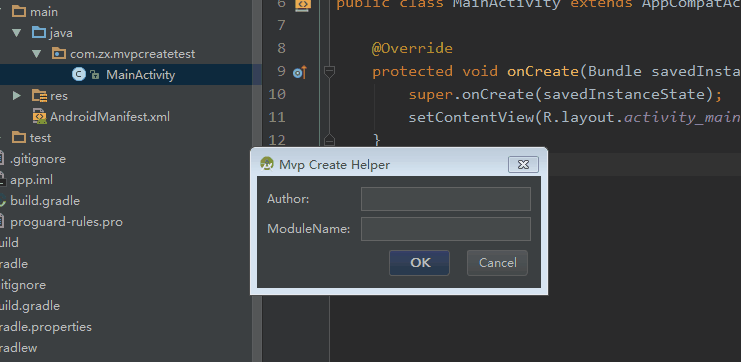 main
java
com.zx.mvpcreatetest
MainActivity
res
AndroidManifest.xml
test
.gitignore
app.iml
build.gradle
proguard-rules.pro
uild
radle
gitignore
uild.gradle
radle.properties
radlew
6 public class MainActivity extends AppCompatAc
7
8 @Override
9 protected void onCreate(Bundle savedInsta
10 super.onCreate(savedInstanceState);
11 setContentView(R.layout.activity_main
12 }
Mvp Create Helper
Author:
ModuleName:
OK Cancel